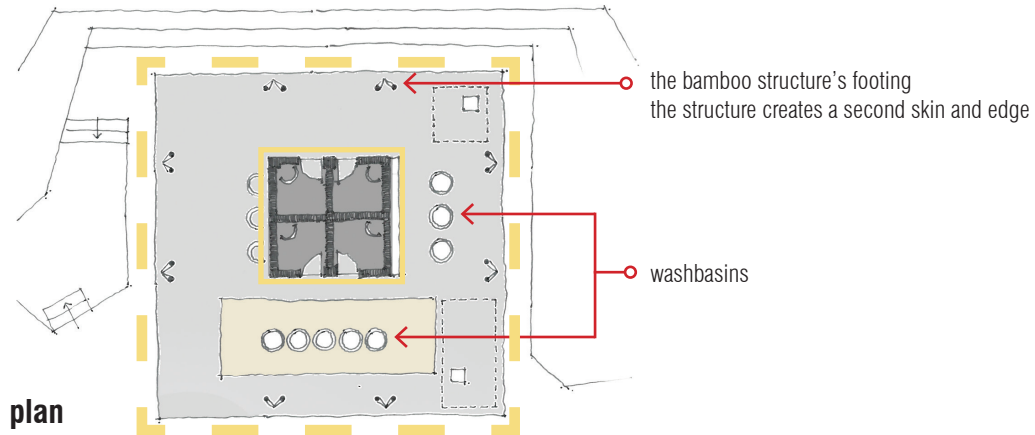 the bamboo structure's footing
the structure creates a second skin and edge
washbasins
plan